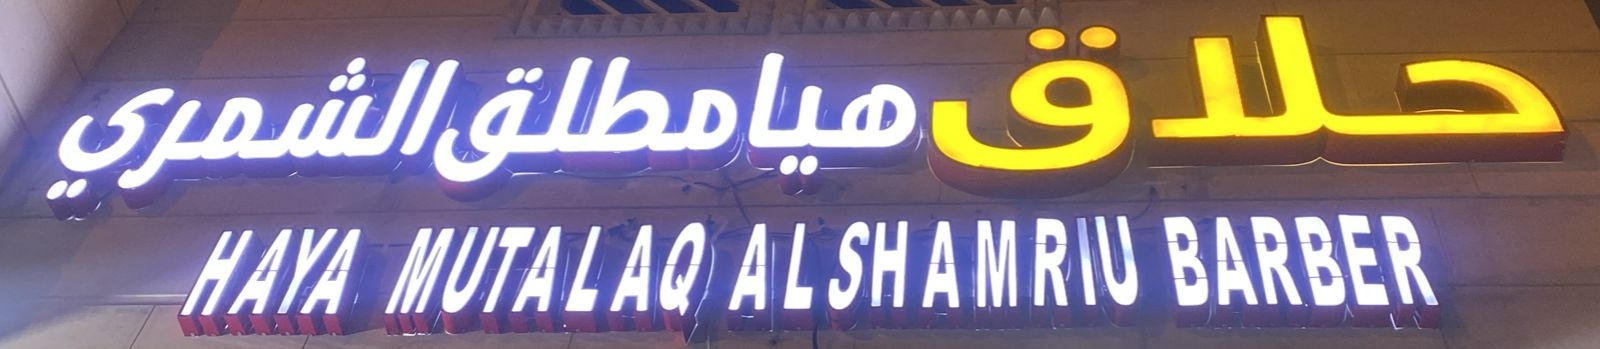 حلاق هيا مطلق الشمري
HAYA MUTALAQ ALSHAMRIU BARBER